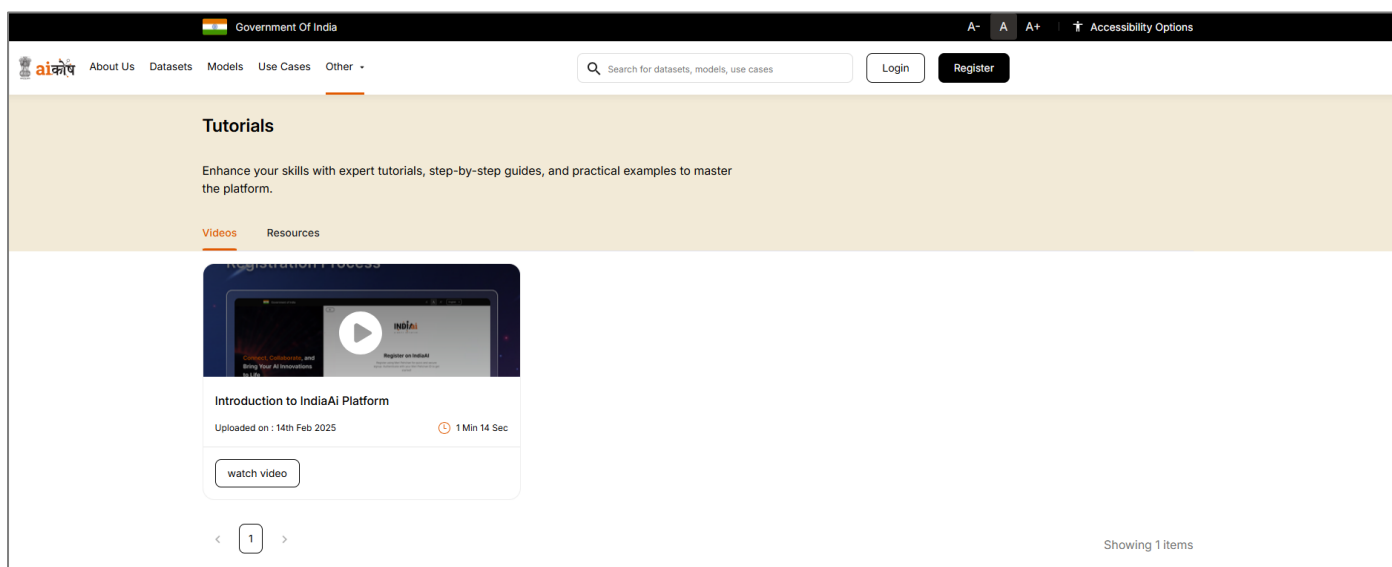 Government Of India
A- A A+ Accessibility Options
aiकोष About Us Datasets Models Use Cases Other
Search for datasets, models, use cases
Login Register
Tutorials
Enhance your skills with expert tutorials, step-by-step guides, and practical examples to master
the platform.
Videos Resources
Registration Process
INDIAai
Connect, Collaborate, and
Bring Your AI Innovations
to Life
Register on IndiaAI
Introduction to IndiaAi Platform
Uploaded on : 14th Feb 2025 1 Min 14 Sec
watch video
1
Showing 1 items